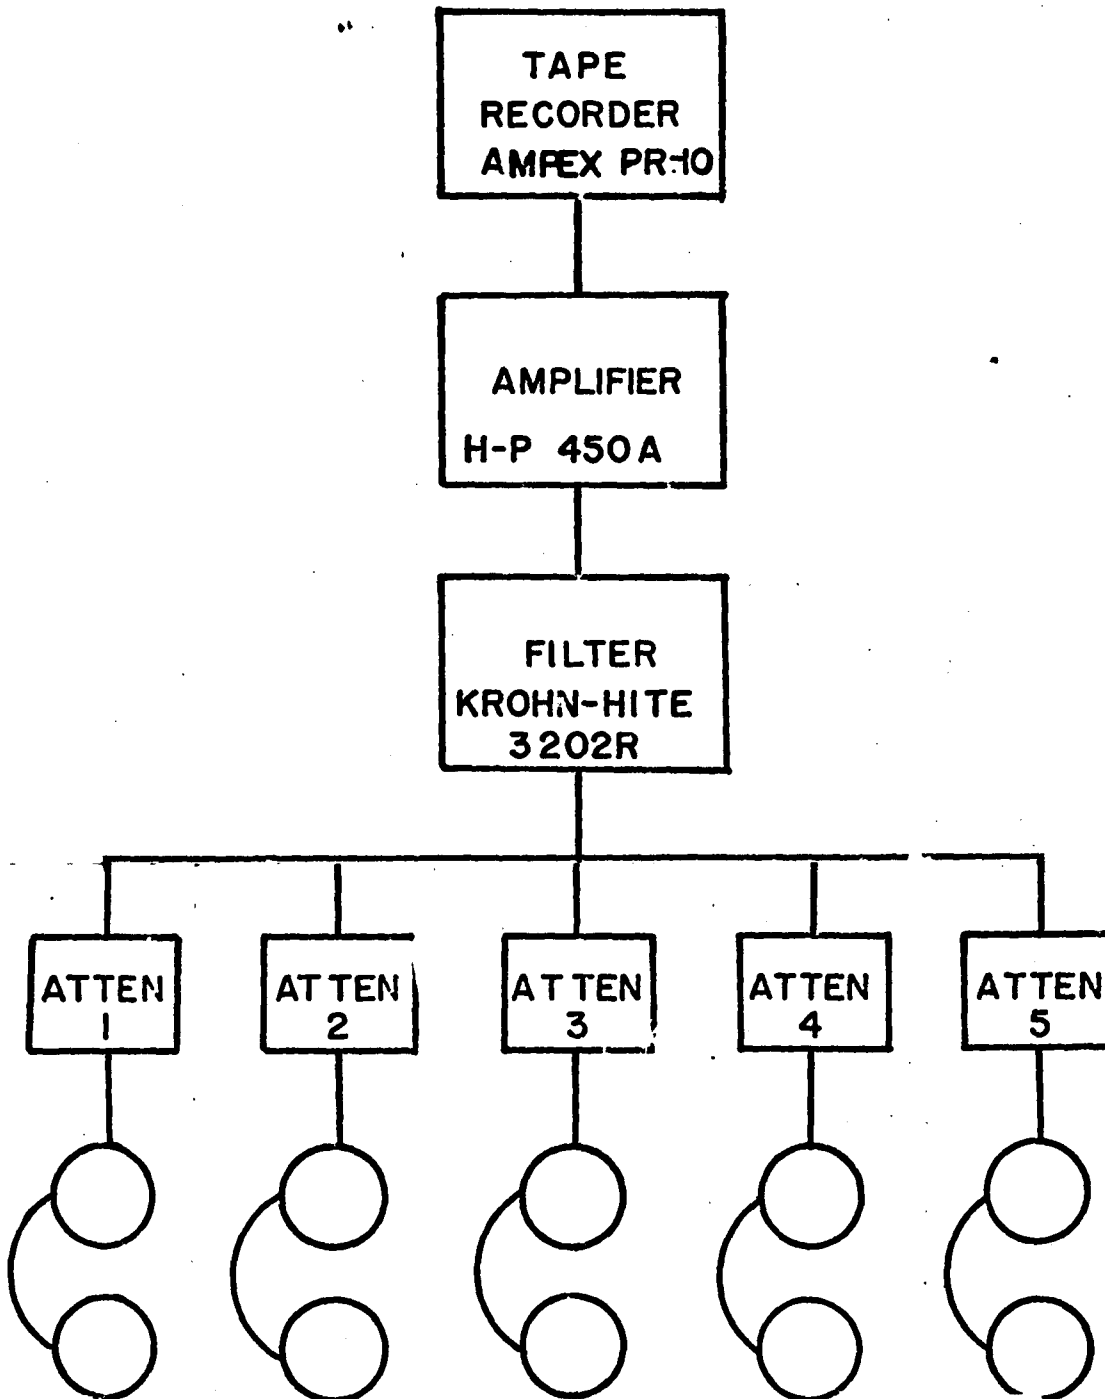 TAPE
RECORDER
AMPEX PR-10
AMPLIFIER
H-P 450A
FILTER
KROHN-HITE
3202R
ATTEN
1
ATTEN
2
ATTEN
3
ATTEN
4
ATTEN
5